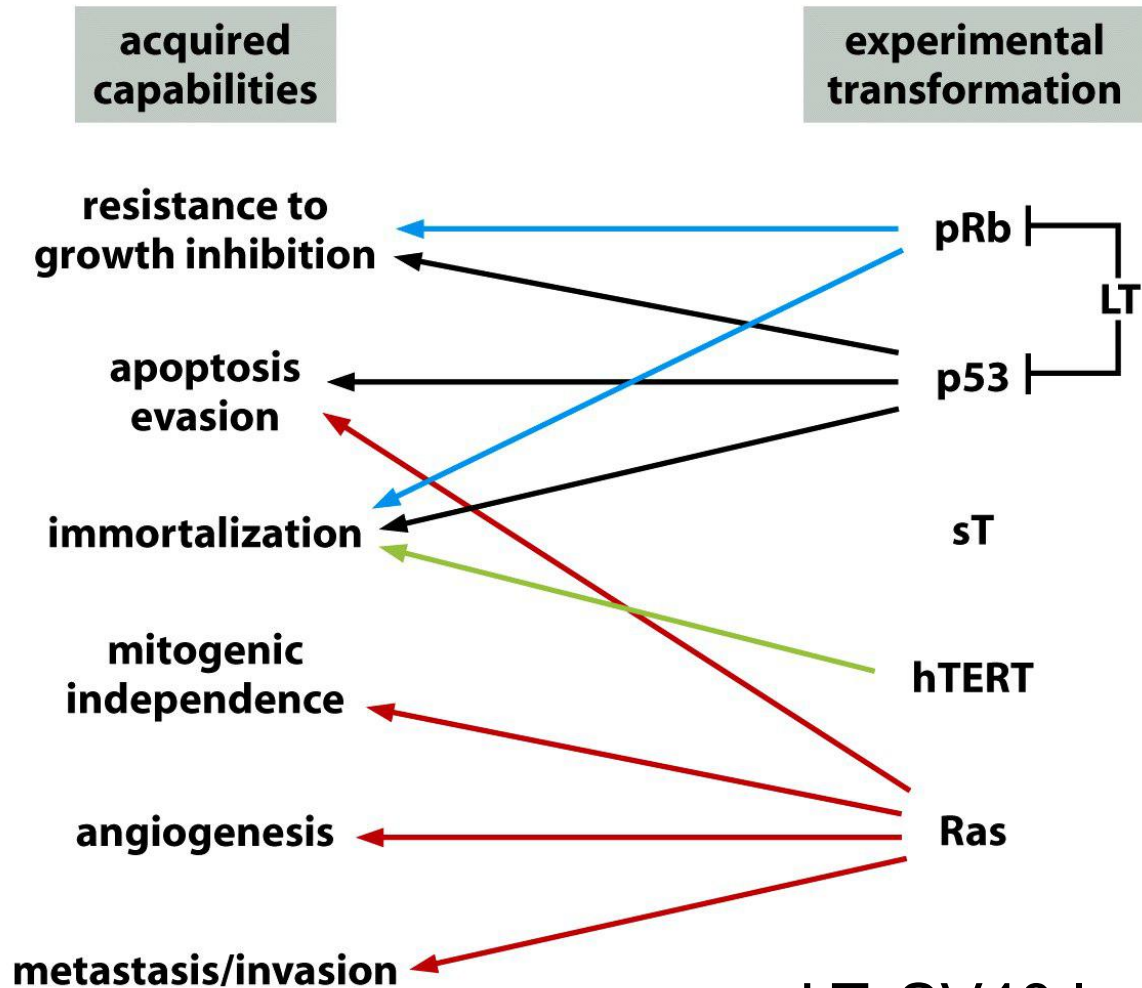 acquired
capabilities
experimental
transformation
resistance to
growth inhibition
pRb
LT
apoptosis
evasion
p53
immortalization
sT
mitogenic
independence
hTERT
angiogenesis
Ras
metastasis/invasion